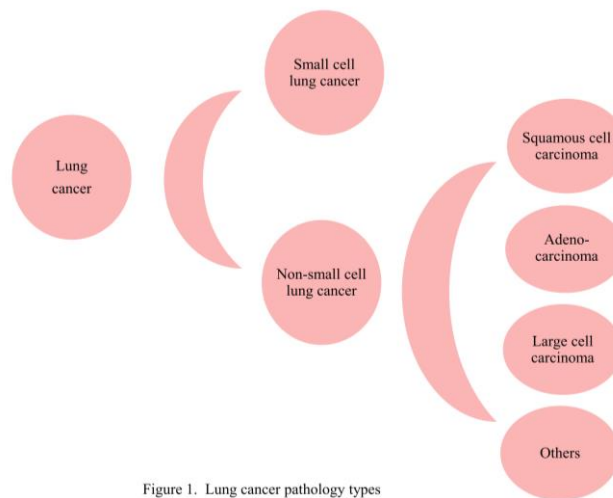 Small cell
lung cancer
Squamous cell
carcinoma
Lung
cancer
Adeno-
carcinoma
Non-small cell
lung cancer
Large cell
carcinoma
Others
Figure 1. Lung cancer pathology types